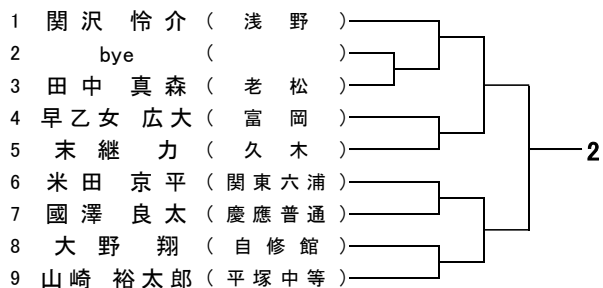 1 関沢 怜介 ( 浅野 )
2 bye ( )
3 田中 真森 ( 老松 )
4 早乙女 広大 ( 富岡 )
5 末継 力 ( 久木 )
6 米田 京平 ( 関東六浦 )
7 國澤 良太 ( 慶應普通 )
8 大野 翔 ( 自修館 )
9 山崎 裕太郎 ( 平塚中等 )
2